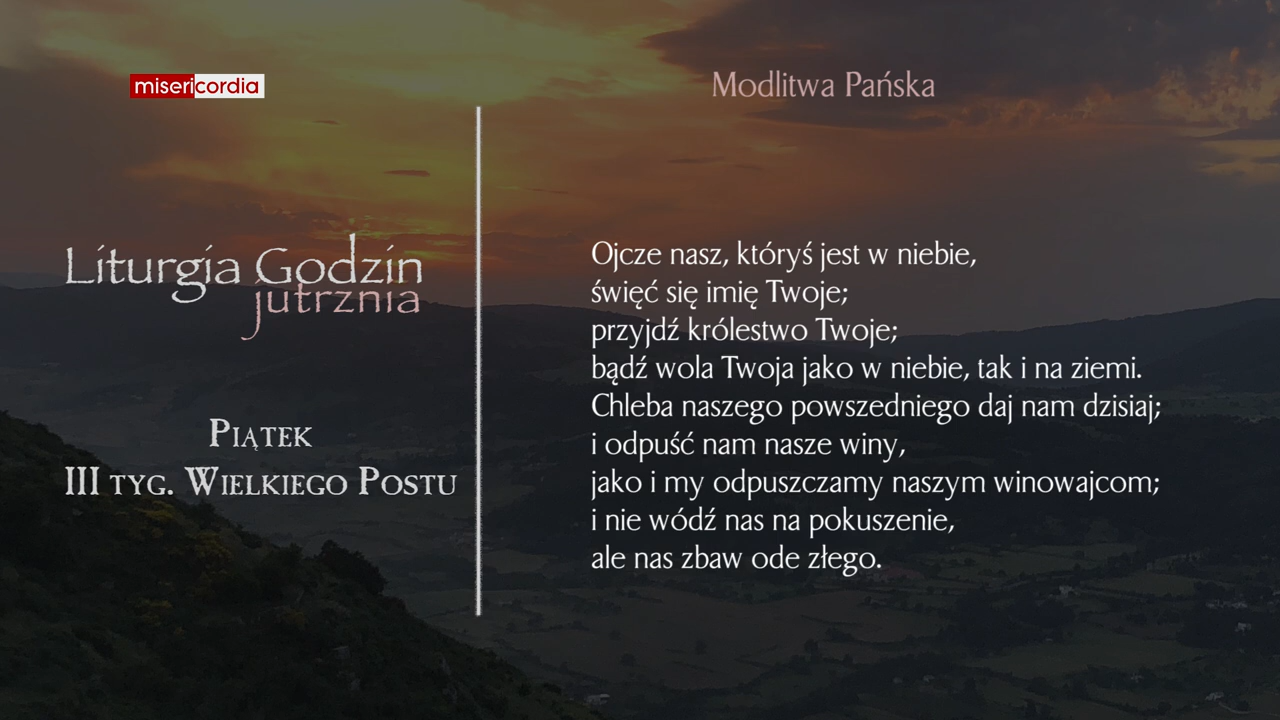 misericordia
Liturgia Godzin
jutrznia
Piątek
III tyg. Wielkiego Postu
Modlitwa Pańska
Ojcze nasz, któryś jest w niebie,
święć się imię Twoje;
przyjdź królestwo Twoje;
bądź wola Twoja jako w niebie, tak i na ziemi.
Chleba naszego powszedniego daj nam dzisiaj;
i odpuść nam nasze winy,
jako i my odpuszczamy naszym winowajcom;
i nie wódź nas na pokuszenie,
ale nas zbaw ode złego.